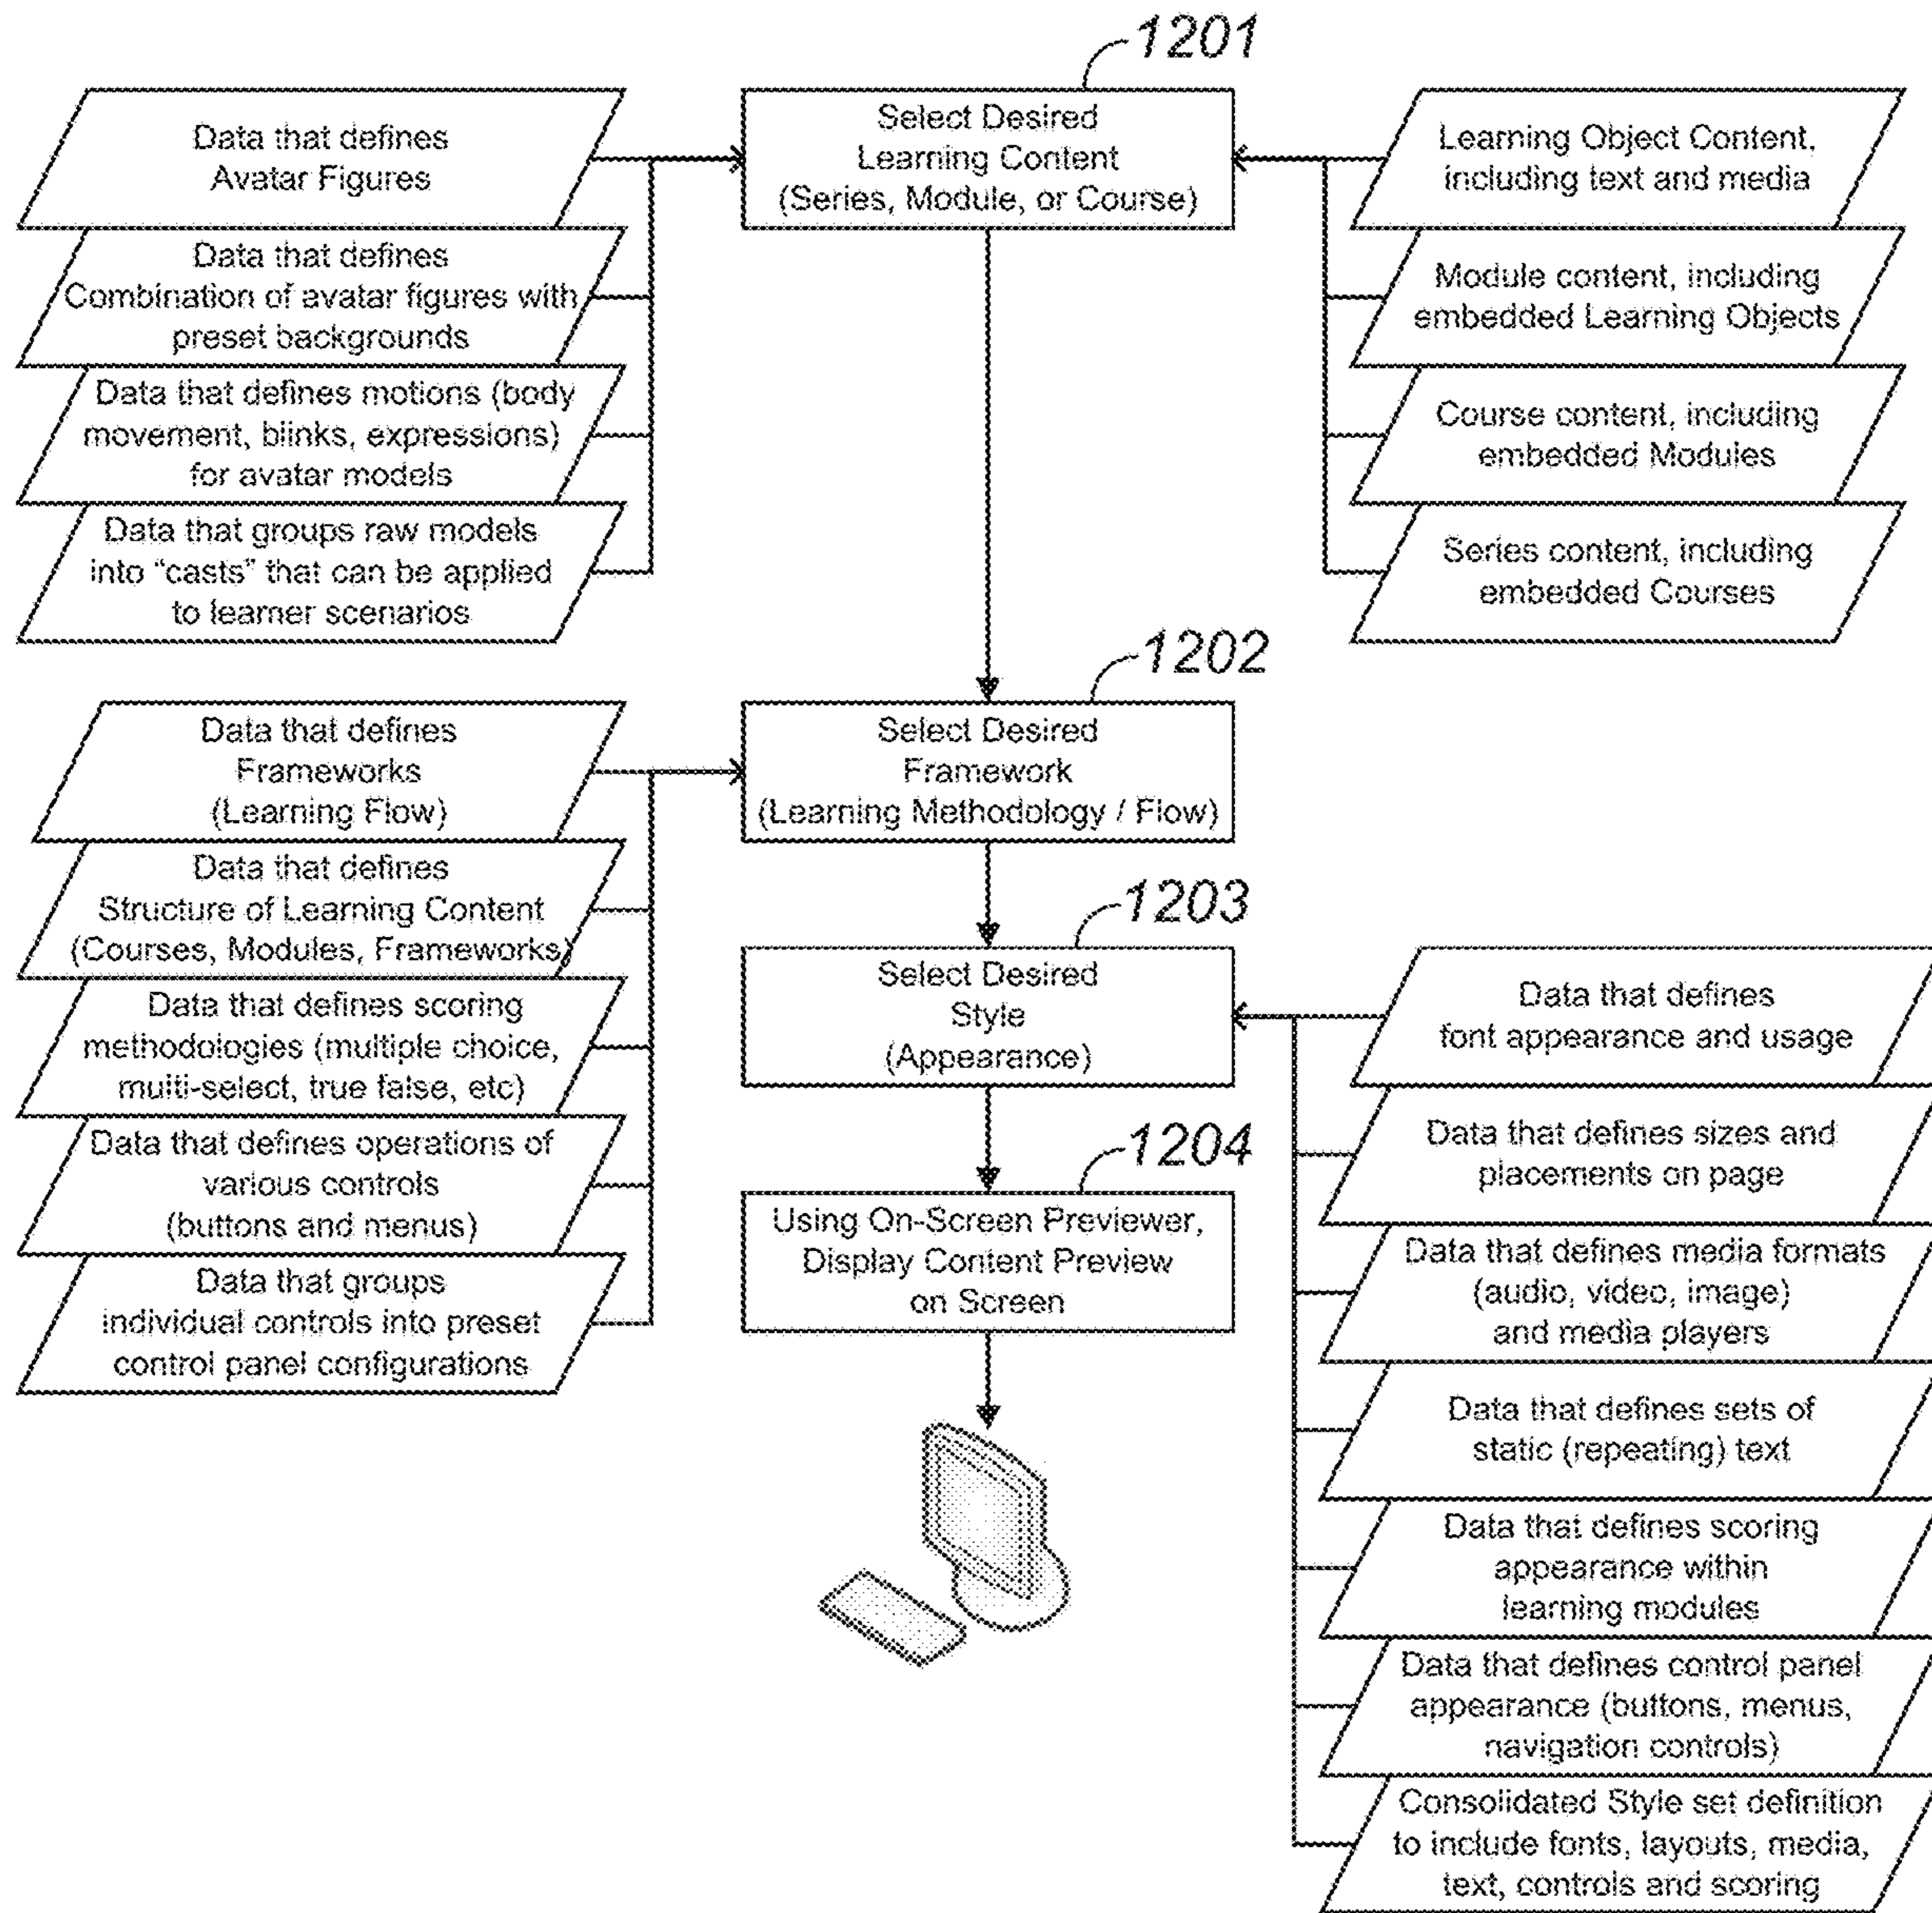 1201
Data that defines
Avatar Figures
Data that defines
Combination of avatar figures with
preset backgrounds
Data that defines motions (body
movement, blinks, expressions)
for avatar models
Data that groups raw models
into “casts” that can be applied
to learner scenarios
Select Desired
Learning Content
(Series, Module, or Course)
Learning Object Content,
including text and media
Module content, including
embedded Learning Objects
Course content, including
embedded Modules
Series content, including
embedded Courses
1202
Data that defines
Frameworks
(Learning Flow)
Data that defines
Structure of Learning Content
(Courses, Modules, Frameworks)
Data that defines scoring
methodologies (multiple choice,
multi-select, true false, etc)
Data that defines operations of
various controls
(buttons and menus)
Data that groups
individual controls into preset
control panel configurations
Select Desired
Framework
(Learning Methodology / Flow)
1203
Select Desired
Style
(Appearance)
1204
Using On-Screen Previewer,
Display Content Preview
on Screen
Data that defines
font appearance and usage
Data that defines sizes and
placements on page
Data that defines media formats
(audio, video, image)
and media players
Data that defines sets of
static (repeating) text
Data that defines scoring
appearance within
learning modules
Data that defines control panel
appearance (buttons, menus,
navigation controls)
Consolidated Style set definition
to include fonts, layouts, media,
text, controls and scoring